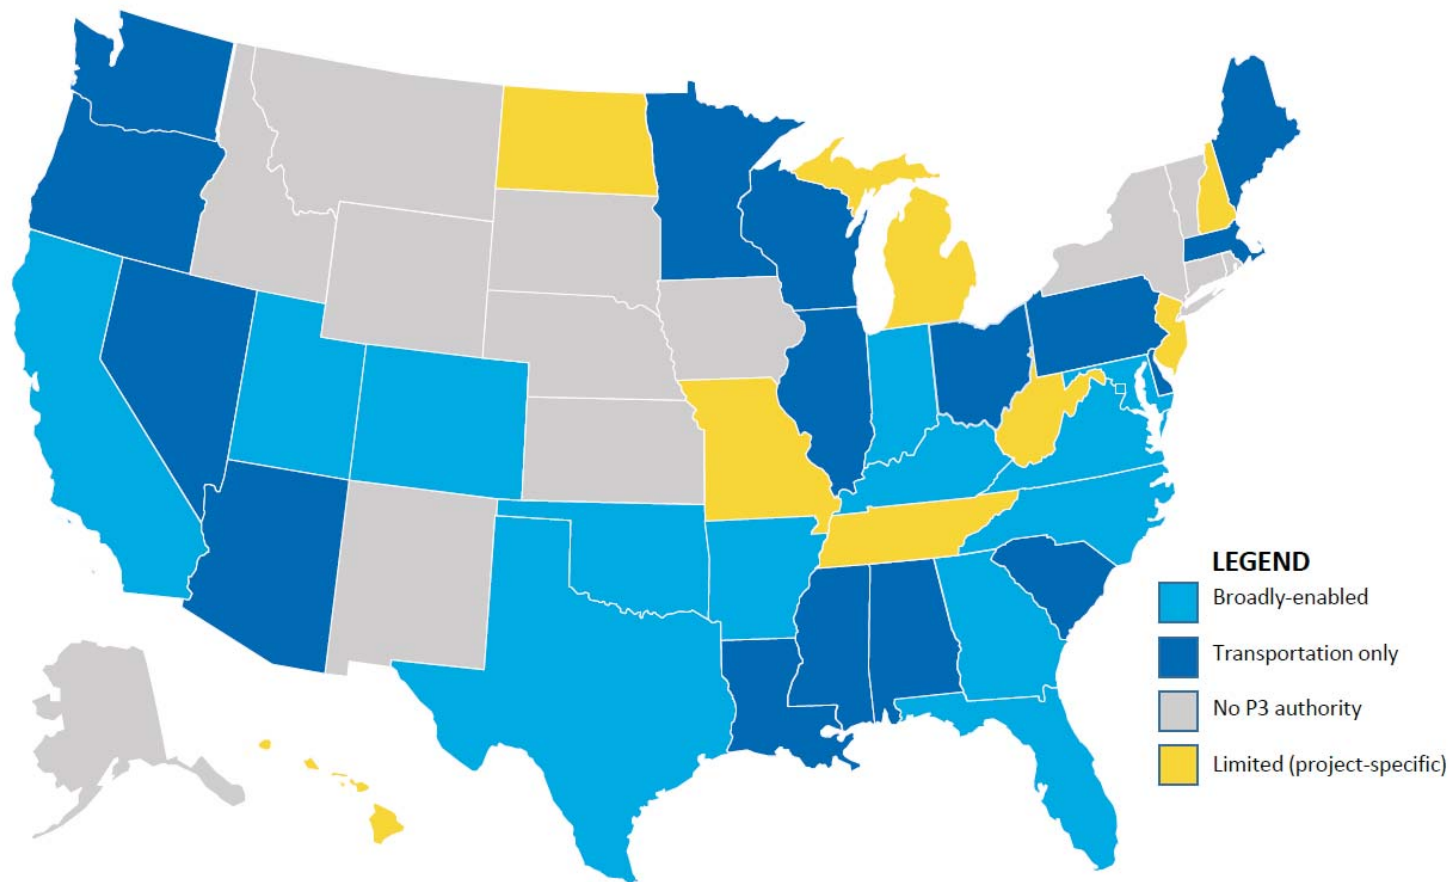 LEGEND
Broadly-enabled
Transportation only
No P3 authority
Limited (project-specific)